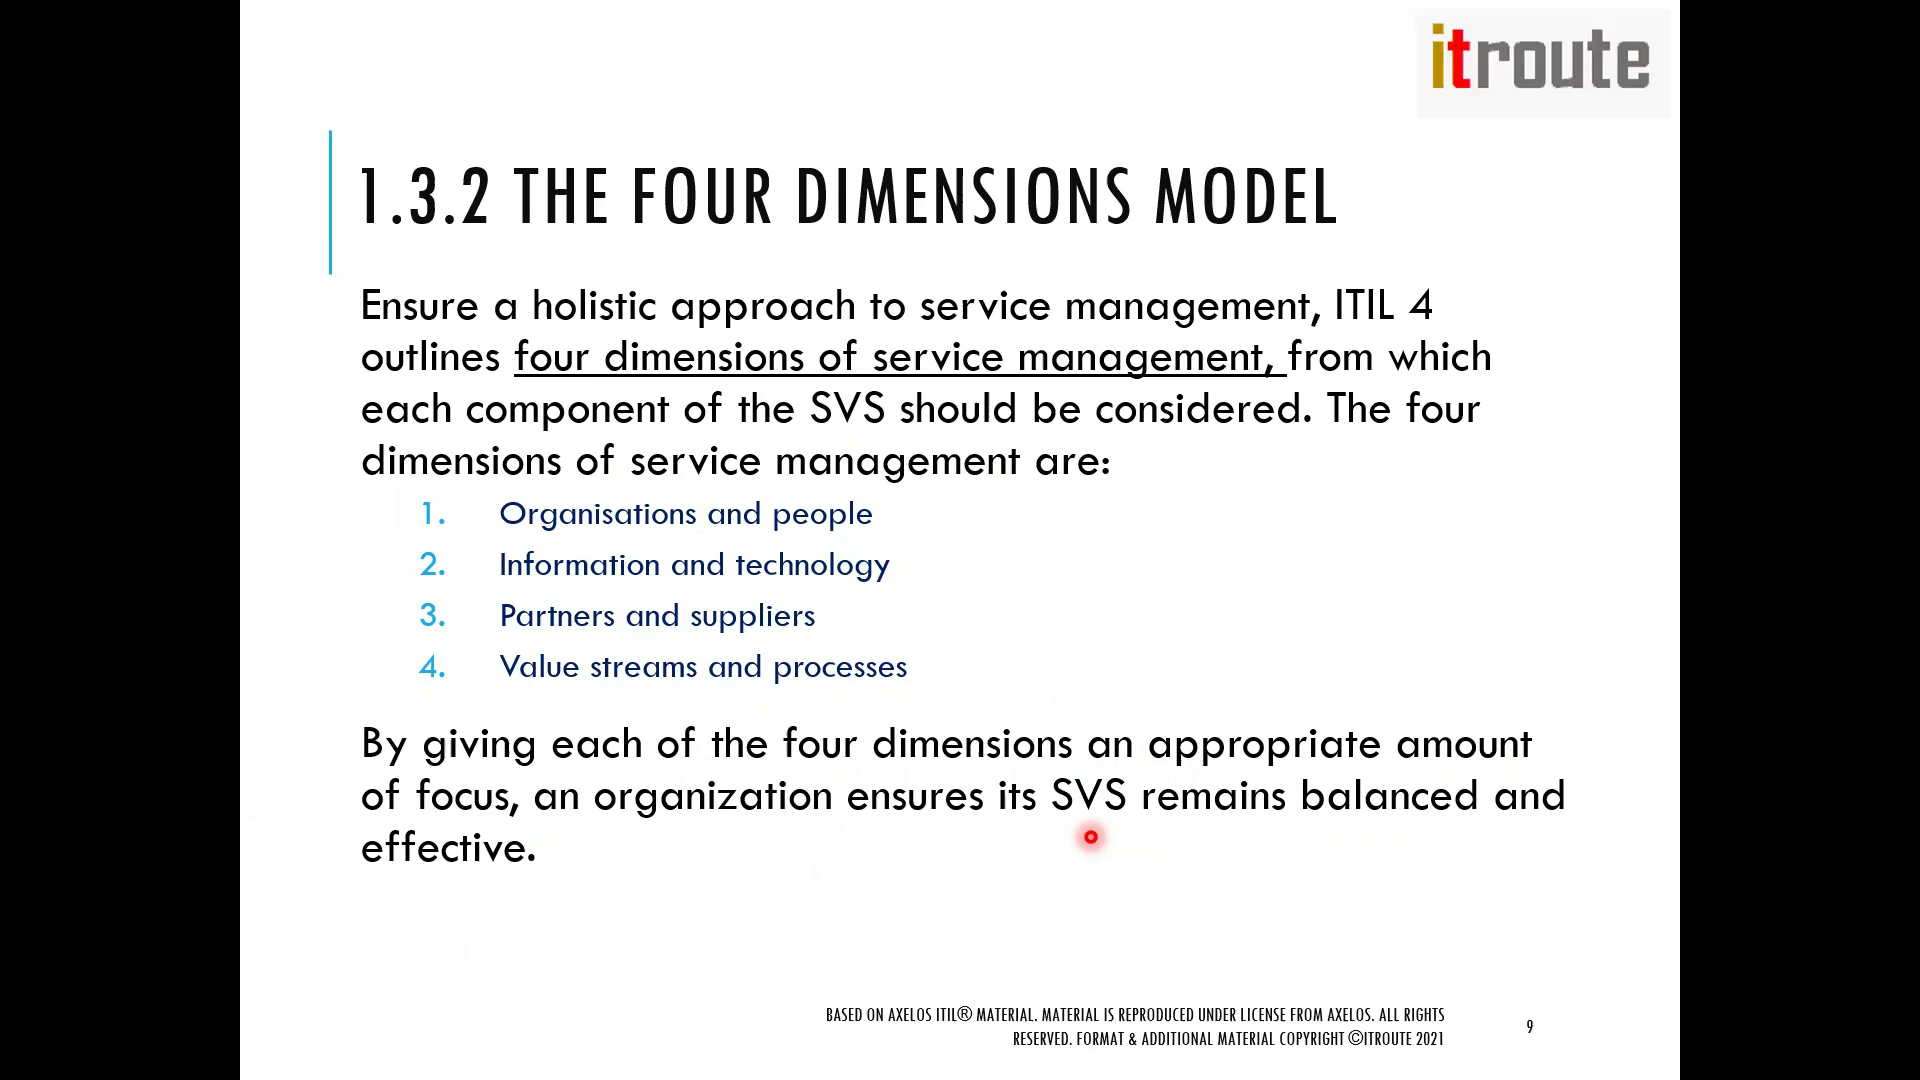 itroute
1.3.2 THE FOUR DIMENSIONS MODEL
Ensure a holistic approach to service management, ITIL 4
outlines four dimensions of service management, from which
each component of the SVS should be considered. The four
dimensions of service management are:
1. Organisations and people
2. Information and technology
3. Partners and suppliers
4. Value streams and processes
By giving each of the four dimensions an appropriate amount
of focus, an organization ensures its SVS remains balanced and
effective.
BASED ON AXELOS ITIL® MATERIAL. MATERIAL IS REPRODUCED UNDER LICENSE FROM AXELOS. ALL RIGHTS
RESERVED. FORMAT & ADDITIONAL MATERIAL COPYRIGHT ©ITROUTE 2021
9